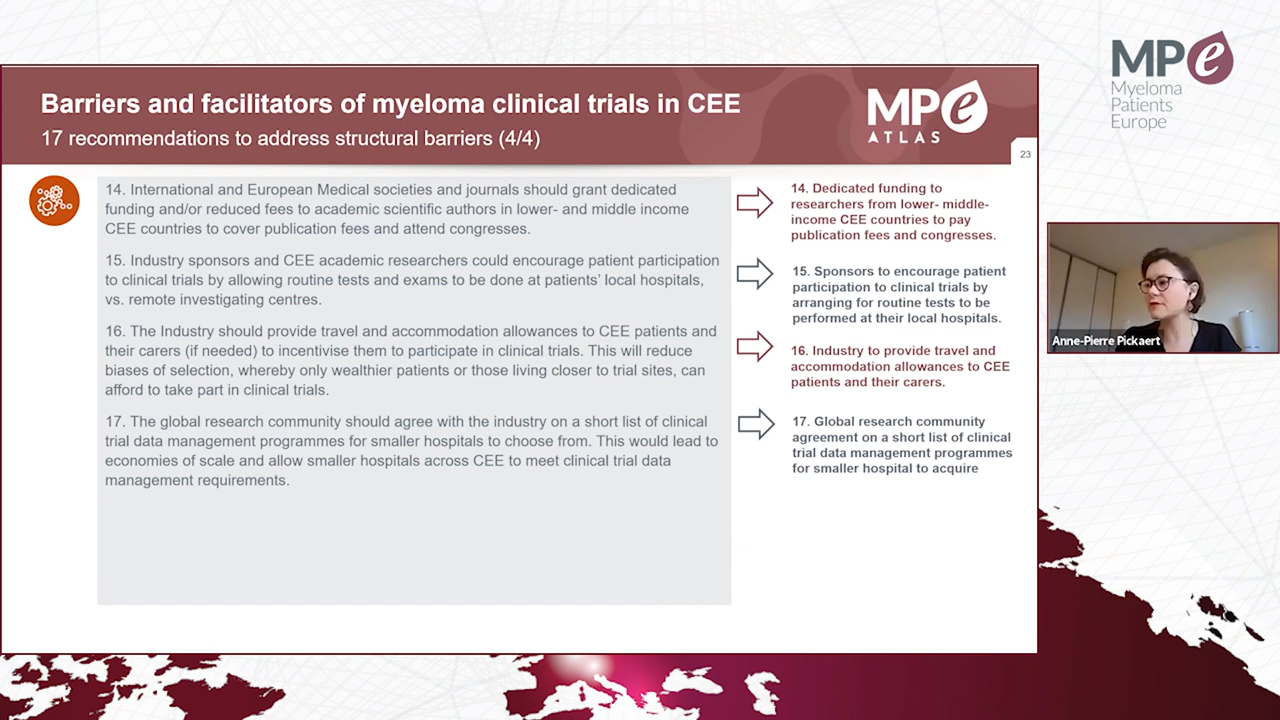 Barriers and facilitators of myeloma clinical trials in CEE
17 recommendations to address structural barriers (4/4)
MPe
ATLAS
23
14. International and European Medical societies and journals should grant dedicated
funding and/or reduced fees to academic scientific authors in lower- and middle income
CEE countries to cover publication fees and attend congresses.
15. Industry sponsors and CEE academic researchers could encourage patient participation
to clinical trials by allowing routine tests and exams to be done at patients’ local hospitals,
vs. remote investigating centres.
16. The Industry should provide travel and accommodation allowances to CEE patients and
their carers (if needed) to incentivise them to participate in clinical trials. This will reduce
biases of selection, whereby only wealthier patients or those living closer to trial sites, can
afford to take part in clinical trials.
17. The global research community should agree with the industry on a short list of clinical
trial data management programmes for smaller hospitals to choose from. This would lead to
economies of scale and allow smaller hospitals across CEE to meet clinical trial data
management requirements.
14. Dedicated funding to
researchers from lower- middle-
income CEE countries to pay
publication fees and congresses.
15. Sponsors to encourage patient
participation to clinical trials by
arranging for routine tests to be
performed at their local hospitals.
16. Industry to provide travel and
accommodation allowances to CEE
patients and their carers.
17. Global research community
agreement on a short list of clinical
trial data management programmes
for smaller hospital to acquire
MPe
Myeloma
Patients
Europe
Anne-Pierre Pickaert